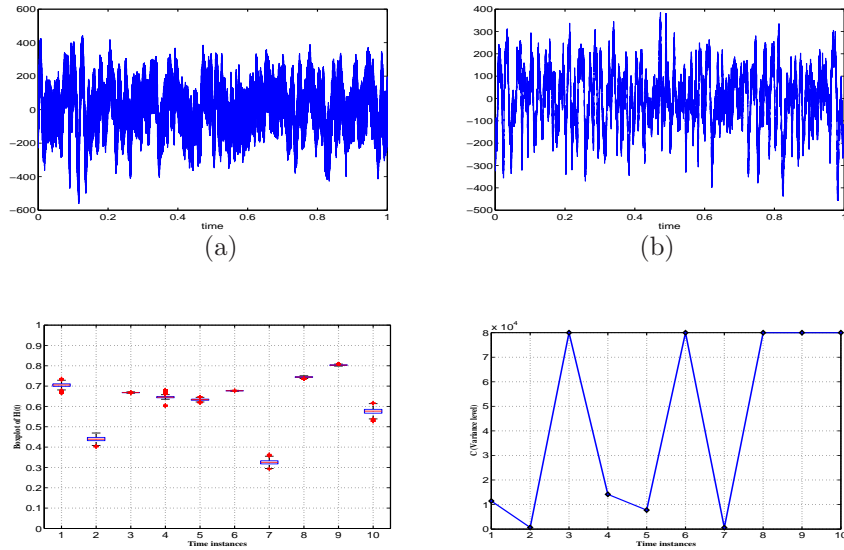 600
400
200
0
−200
−400
−600
0 0.2 0.4 0.6 0.8 1
time
(a)
400
300
200
100
0
−100
−200
−300
−400
−500
0 0.2 0.4 0.6 0.8 1
time
(b)
1
0.9
0.8
0.7
0.6
0.5
0.4
0.3
0.2
0.1
0
Boxplot of H(t)
1 2 3 4 5 6 7 8 9 10
Time instances
x 10^4
8
7
6
5
4
3
2
1
0
C(Variance level)
1 2 3 4 5 6 7 8 9 10
Time instances